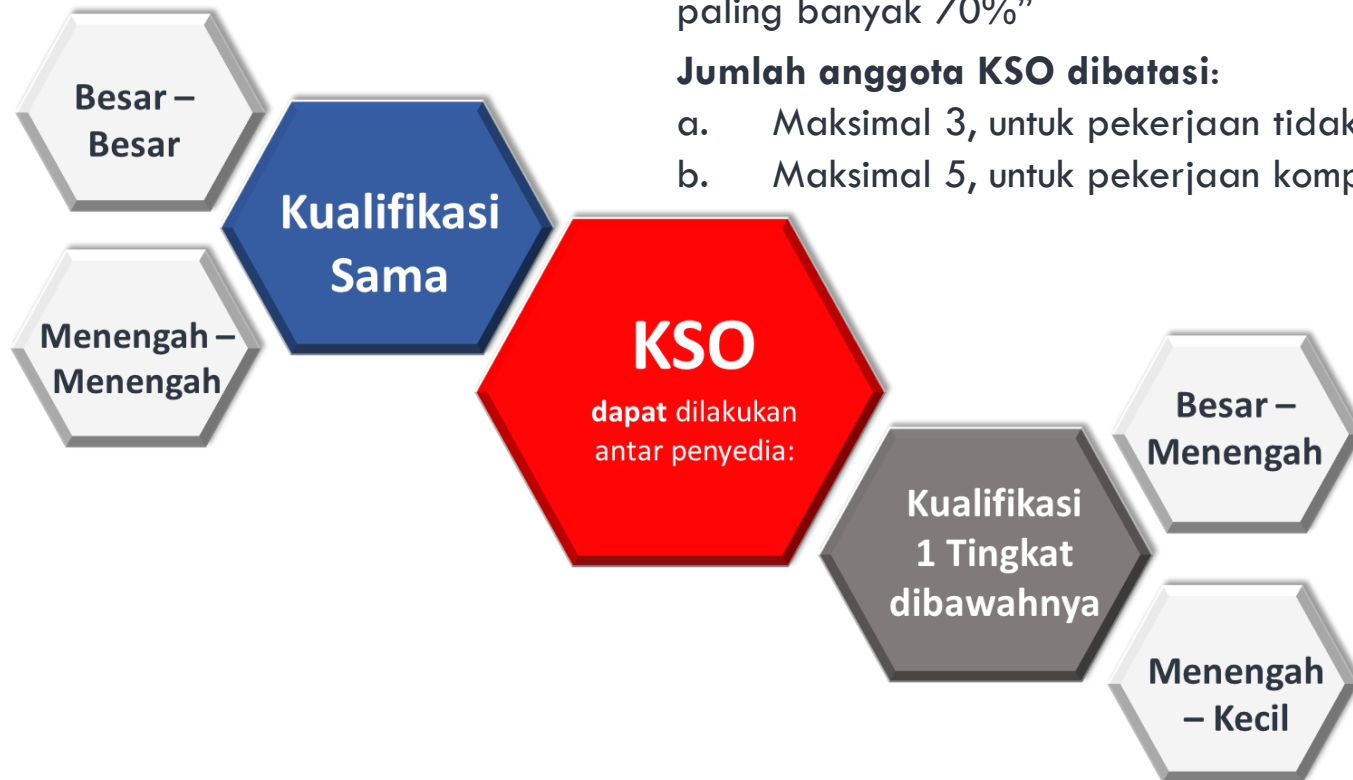 paling banyak 70%”
Jumlah anggota KSO dibatasi:
a. Maksimal 3, untuk pekerjaan tidak
b. Maksimal 5, untuk pekerjaan
Besar –
Besar
Kualifikasi
Sama
Menengah –
Menengah
KSO
dapat dilakukan
antar penyedia:
Besar –
Menengah
Kualifikasi
1 Tingkat
dibawahnya
Menengah
– Kecil